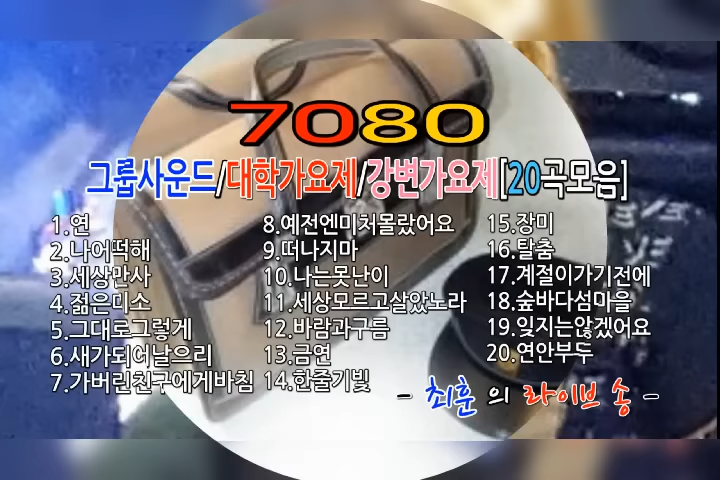 7080
그룹사운드/대학가요제/강변가요제[20곡모음]
1.연
2.나어떡해
3.세상만사
4.젊은미소
5.그대로그렇게
6.새가되어날으리
7.가버린친구에게바침
8.예전엔미처몰랐어요
9.떠나지마
10.나는못난이
11.세상모르고살았노라
12.바람과구름
13.금연
14.한줄기빛
15.장미
16.탈춤
17.계절이가기전에
18.숲바다섬마을
19.잊지는않겠어요
20.연안부두
- 최훈 의 라이브 송 -